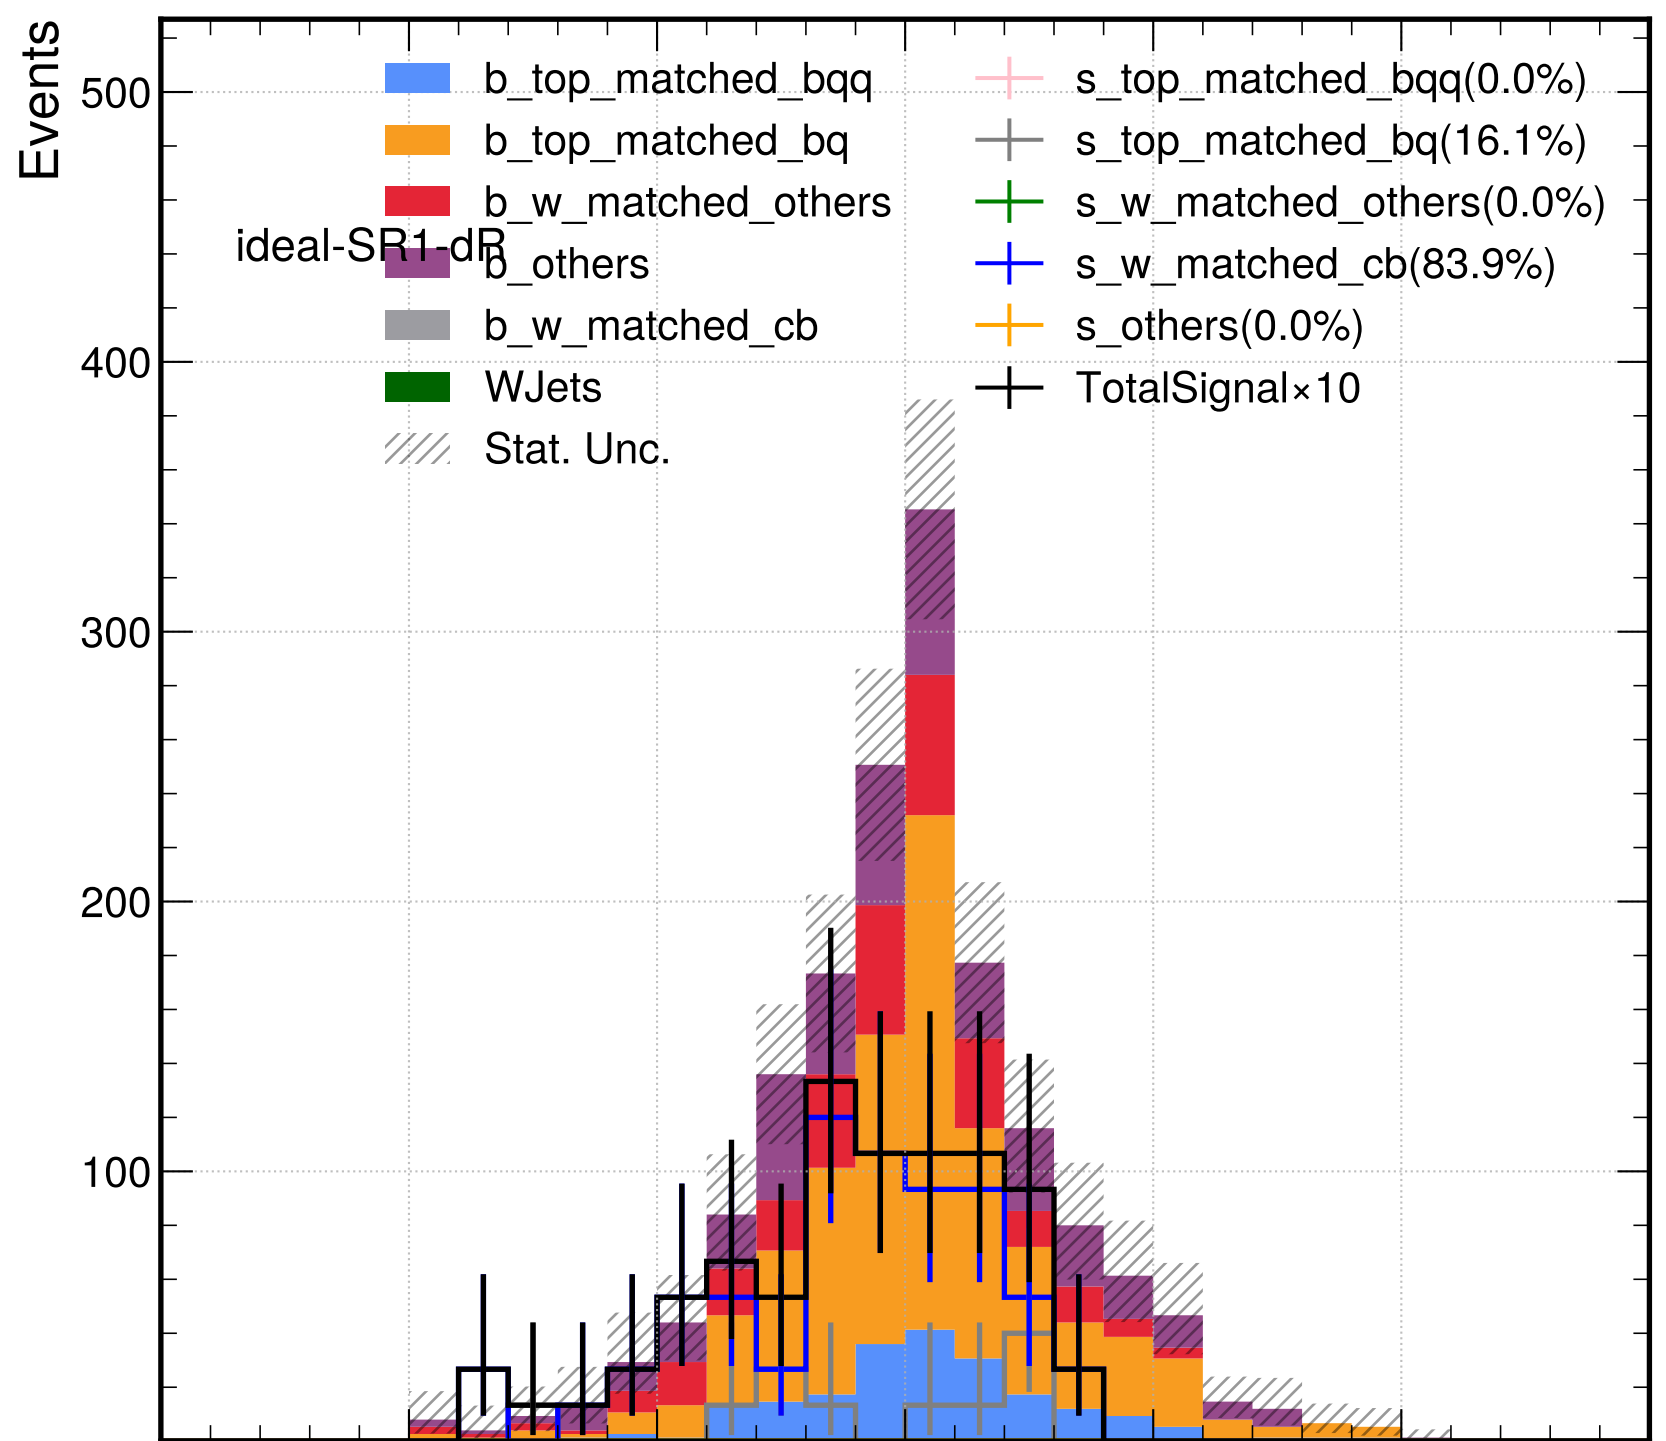 Events
500
400
300
200
100
ideal-SR1-dR
b_top_matched_bqq
b_top_matched_bq
b_w_matched_others
b_others
b_w_matched_cb
WJets
Stat. Unc.
s_top_matched_bqq(0.0%)
s_top_matched_bq(16.1%)
s_w_matched_others(0.0%)
s_w_matched_cb(83.9%)
s_others(0.0%)
TotalSignal×10